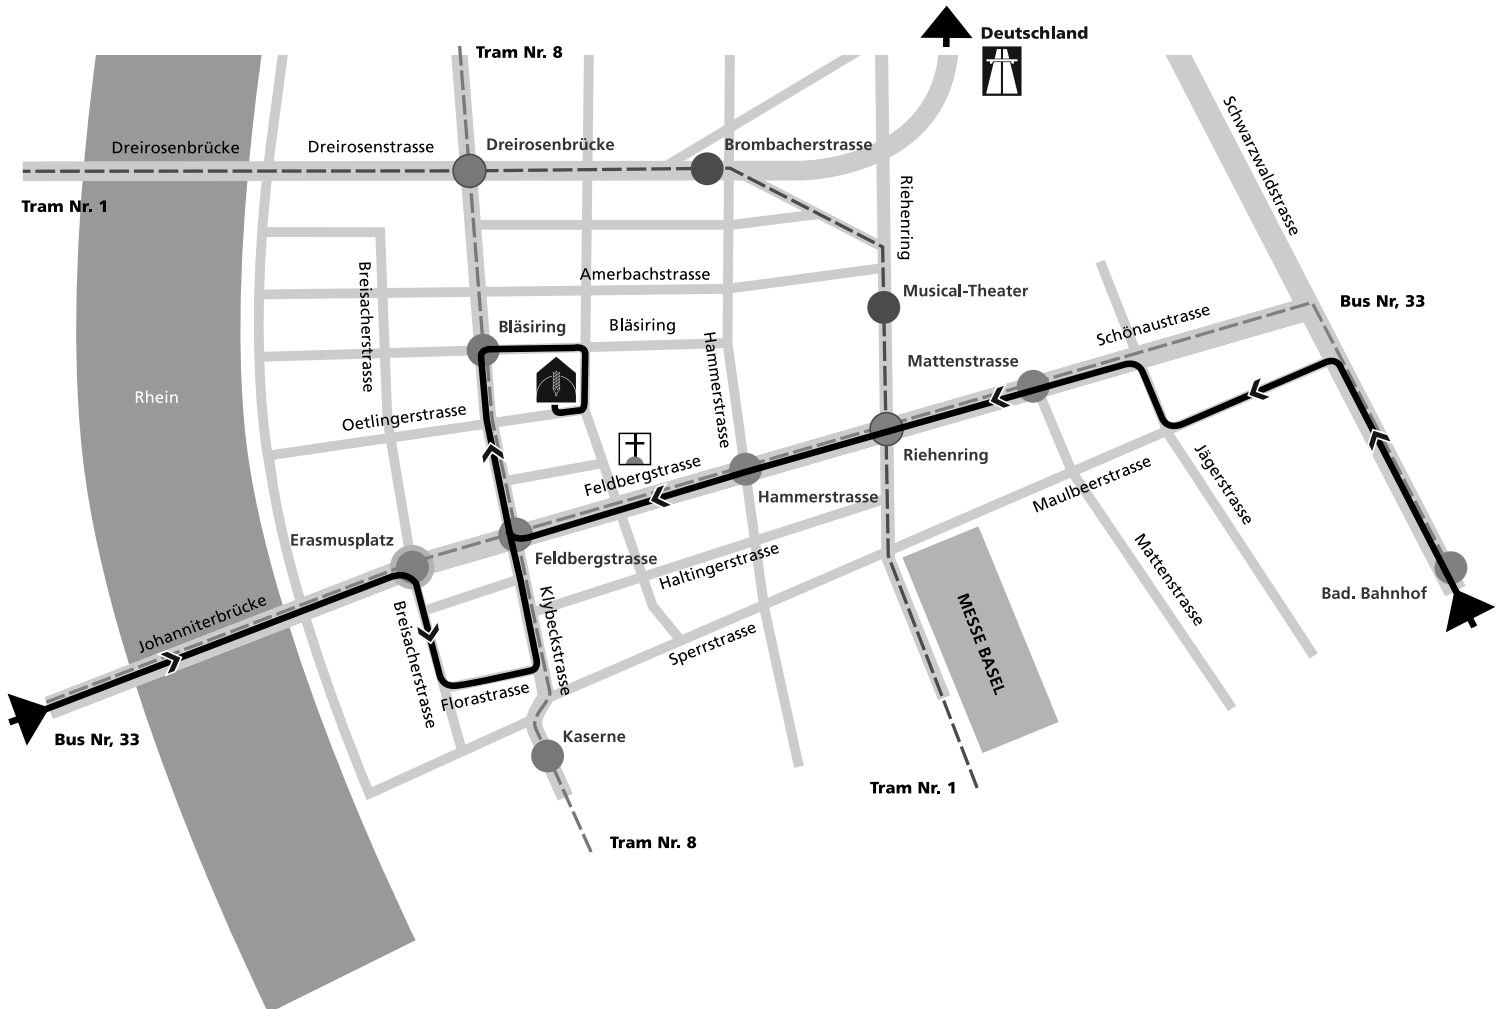 Deutschland
Tram Nr. 8
Schwarzwaldstrasse
Dreirosenbrücke
Dreirosenstrasse
Dreirosenbrücke
Brombacherstrasse
Tram Nr. 1
Riehenring
Breisacherstrasse
Amerbachstrasse
Musical-Theater
Bus Nr, 33
Bläsiring
Bläsiring
Schönaustrasse
Hammerstrasse
Mattenstrasse
Rhein
Oetlingerstrasse
Feldbergstrasse
Riehenring
Jägerstrasse
Maulbeerstrasse
Hammerstrasse
Erasmusplatz
Feldbergstrasse
Haltingerstrasse
Mattenstrasse
Bad. Bahnhof
Johanniterbrücke
Breisacherstrasse
Klybeckstrasse
MESSE BASEL
Sperrstrasse
Florastrasse
Bus Nr, 33
Kaserne
Tram Nr. 1
Tram Nr. 8